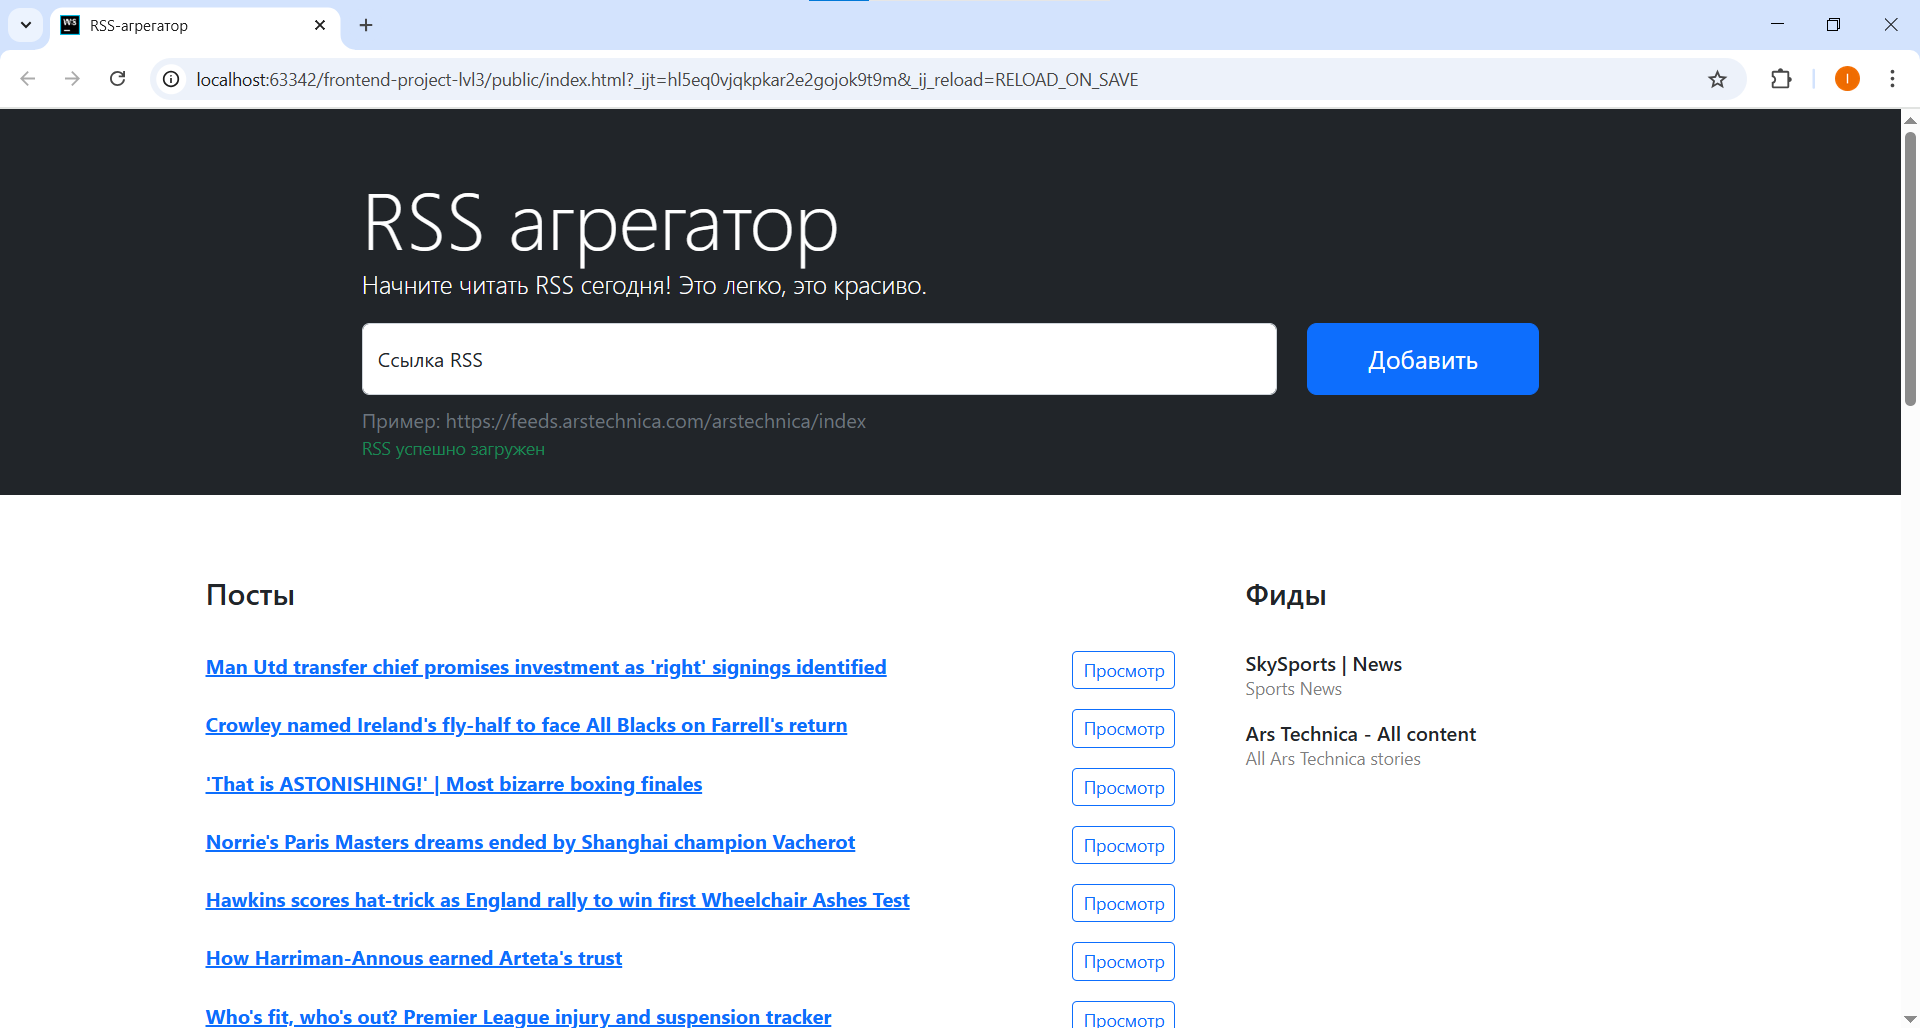 RSS-агрегатор
localhost:63342/frontend-project-lvl3/public/index.html?_ijt=hl5eq0vjqkpkar2e2gojok9t9m&_ij_reload=RELOAD_ON_SAVE
RSS агрегатор
Начните читать RSS сегодня! Это легко, это красиво.
Ссылка RSS
Добавить
Пример: https://feeds.arstechnica.com/arstechnica/index
RSS успешно загружен
Посты
Man Utd transfer chief promises investment as 'right' signings identified
Просмотр
Crowley named Ireland's fly-half to face All Blacks on Farrell's return
Просмотр
'That is ASTONISHING!' | Most bizarre boxing finales
Просмотр
Norrie's Paris Masters dreams ended by Shanghai champion Vacherot
Просмотр
Hawkins scores hat-trick as England rally to win first Wheelchair Ashes Test
Просмотр
How Harriman-Annous earned Arteta's trust
Просмотр
Who's fit, who's out? Premier League injury and suspension tracker
Просмотр
Фиды
SkySports | News
Sports News
Ars Technica - All content
All Ars Technica stories
WS
I